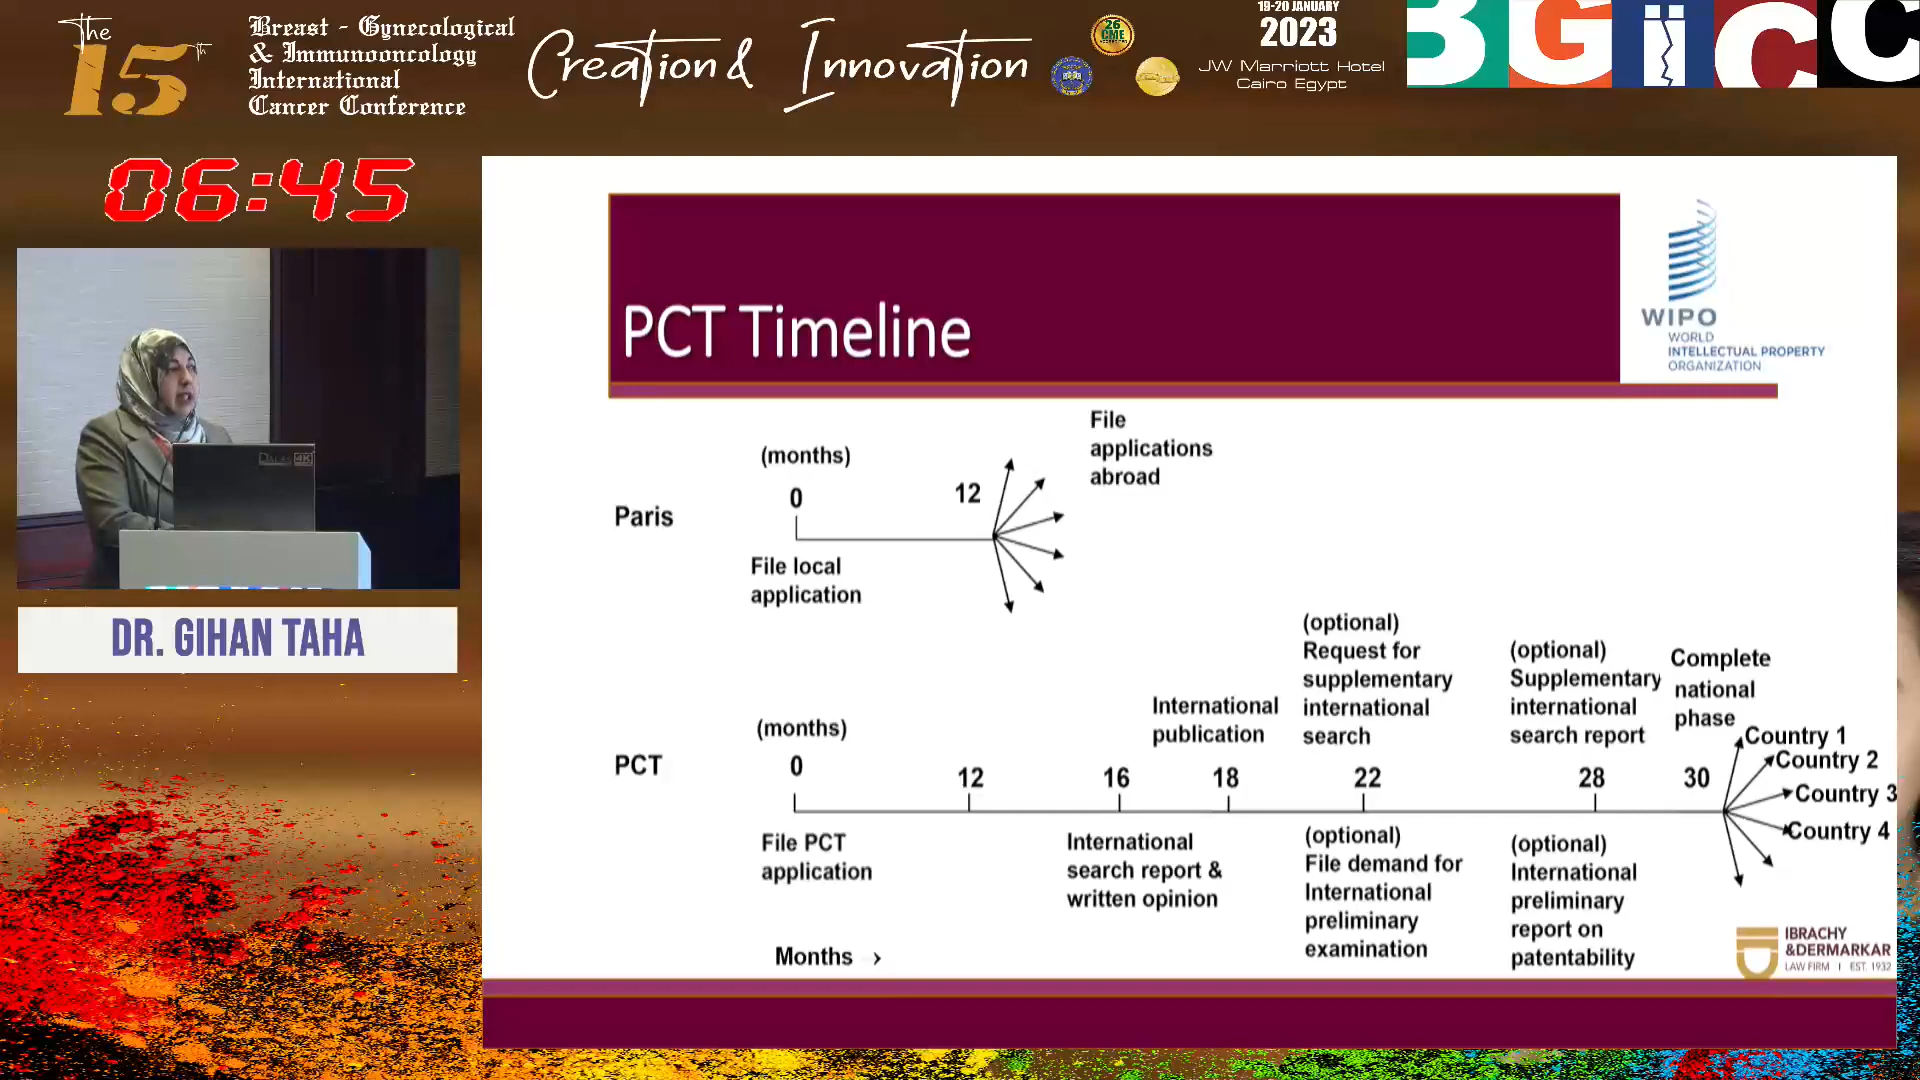 The
15th
Breast - Gynecological
& Immunooncology
International
Cancer Conference
Creation & Innovation
26
CME
19-20 JANUARY
2023
JW Marriott Hotel
Cairo Egypt
BGICC
06:45
DR. GIHAN TAHA
PCT Timeline
WIPO
WORLD
INTELLECTUAL PROPERTY
ORGANIZATION
(months)
0
12
File
applications
abroad
Paris
File local
application
(months)
PCT
0
12
16
18
22
28
30
International
publication
(optional)
Request for
supplementary
international
search
(optional)
Supplementary
international
search report
Complete
national
phase
Country 1
Country 2
Country 3
Country 4
File PCT
application
International
search report &
written opinion
(optional)
File demand for
International
preliminary
examination
(optional)
International
preliminary
report on
patentability
Months >
IBRACHY
&DERMARKAR
LAW FIRM | EST. 1932